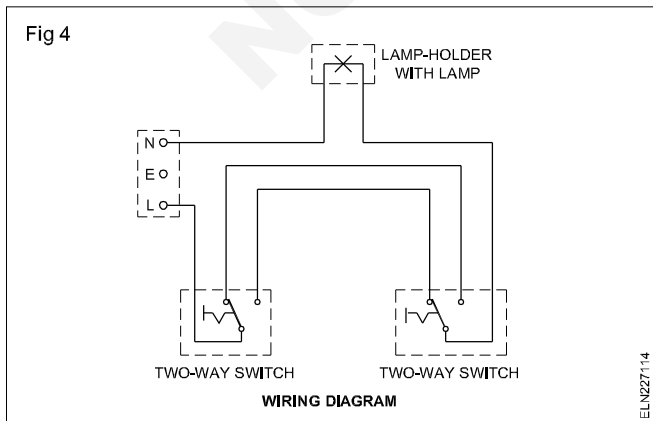 Fig 4
LAMP-HOLDER
WITH LAMP
N
E
L
TWO-WAY SWITCH
TWO-WAY SWITCH
WIRING DIAGRAM
ELN227114